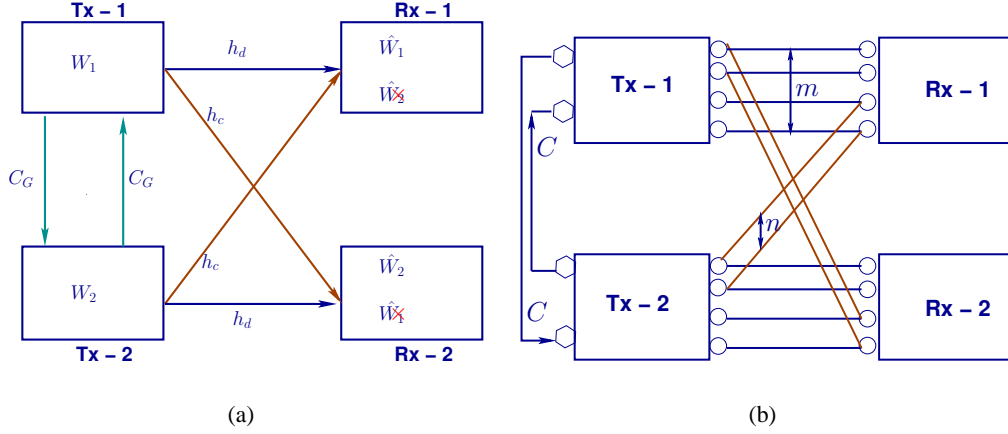 Tx − 1
Rx − 1
W₁
h_d
Ŵ₁
Ŵ₂
h_c
C_G
C_G
h_c
W₂
Ŵ₂
h_d
Ŵ₁
Tx − 2
Rx − 2
(a)
Tx − 1
m
Rx − 1
C
n
C
Tx − 2
Rx − 2
(b)